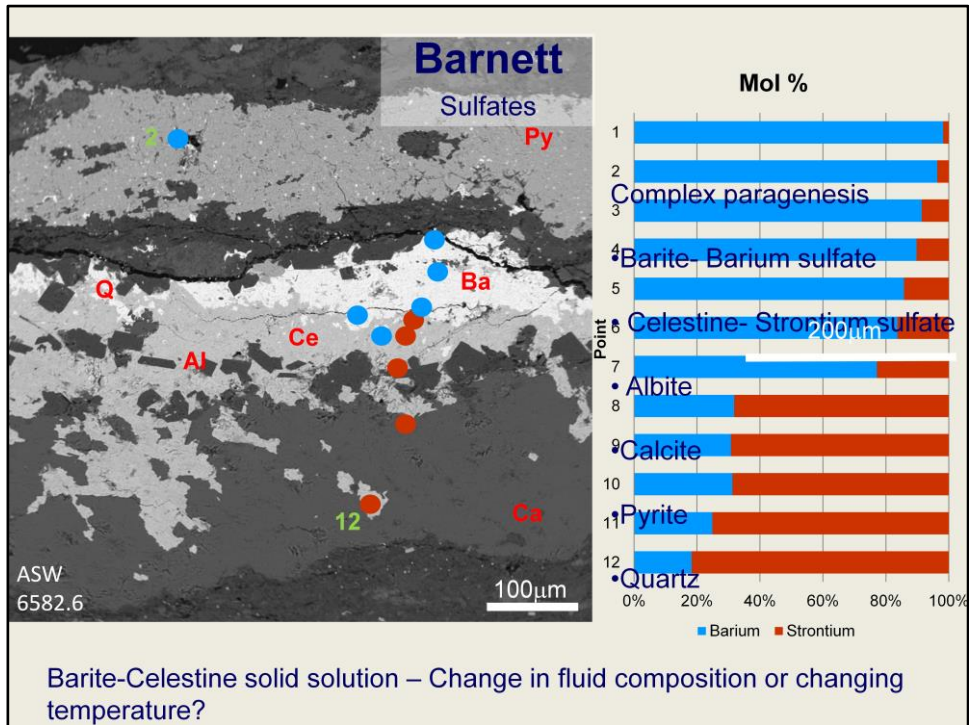 Barnett
Sulfates
2
Py
Q
Ba
Ce
Al
12
Ca
ASW
6582.6
100µm
Mol %
Point
1
2
3
4
5
6
7
8
9
10
11
12
Complex paragenesis
•Barite- Barium sulfate
• Celestine- Strontium sulfate
200µm
• Albite
•Calcite
•Pyrite
•Quartz
0% 20% 40% 60% 80% 100%
Barium Strontium
Barite-Celestine solid solution – Change in fluid composition or changing
temperature?